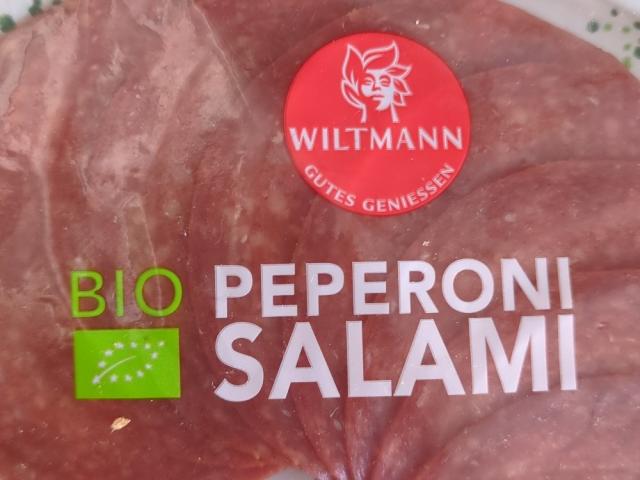 WILTMANN
GUTES GENIESSEN
BIO PEPERONI
SALAMI